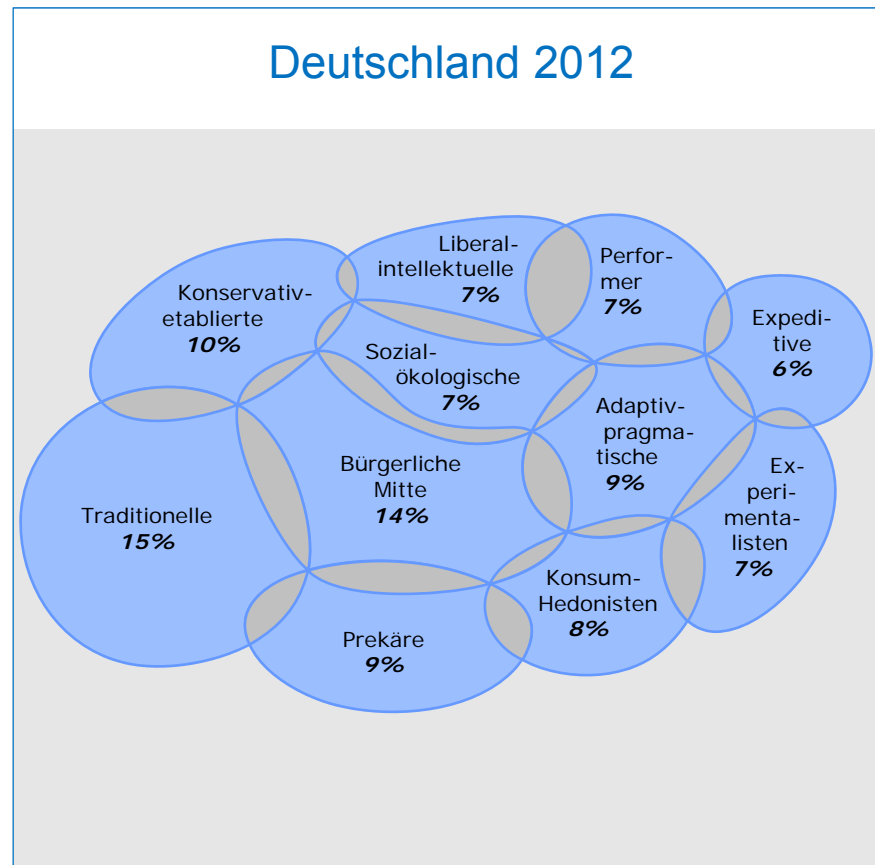 Deutschland 2012
Liberal-
intellektuelle
7%
Perfor-
mer
7%
Konservativ-
etablierte
10%
Expedi-
tive
6%
Sozial-
ökologische
7%
Adaptiv-
pragma-
tische
9%
Bürgerliche
Mitte
14%
Ex-
peri-
menta-
listen
7%
Traditionelle
15%
Konsum-
Hedonisten
8%
Prekäre
9%